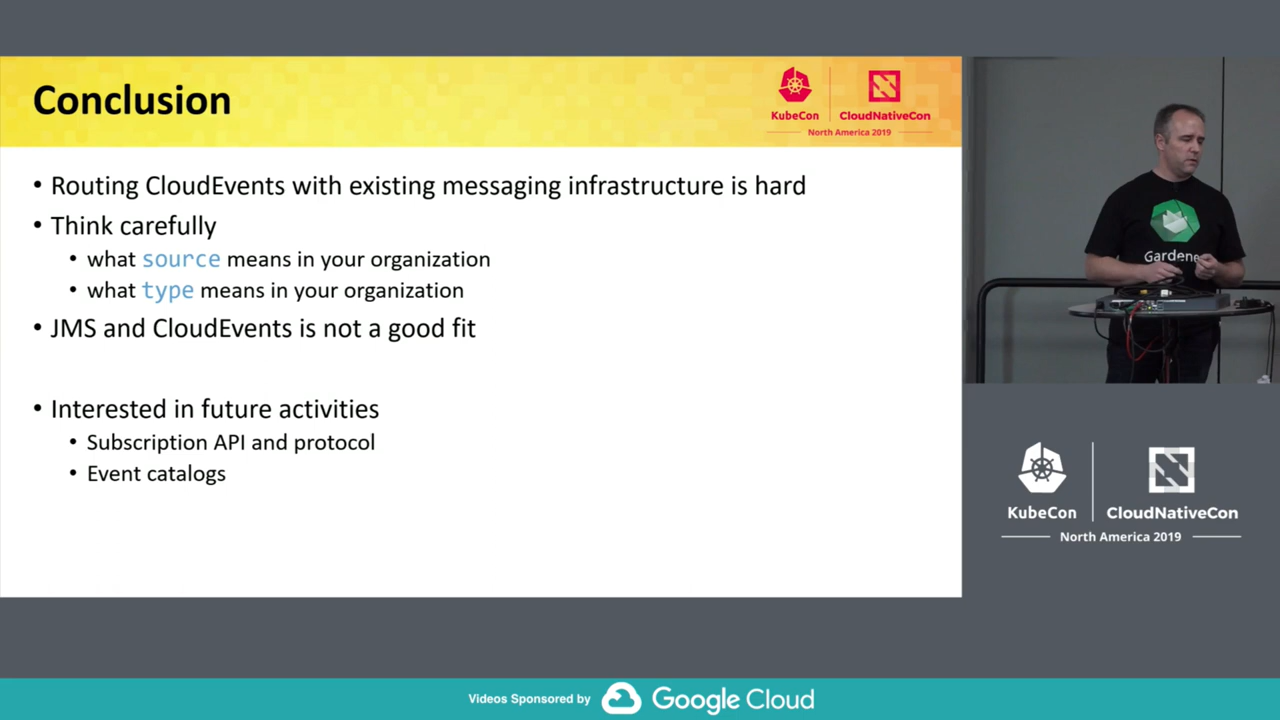 Conclusion
KubeCon
CloudNativeCon
North America 2019
• Routing CloudEvents with existing messaging infrastructure is hard
• Think carefully
• what source means in your organization
• what type means in your organization
• JMS and CloudEvents is not a good fit
• Interested in future activities
• Subscription API and protocol
• Event catalogs
Gardene
KubeCon
CloudNativeCon
North America 2019
Videos Sponsored by Google Cloud